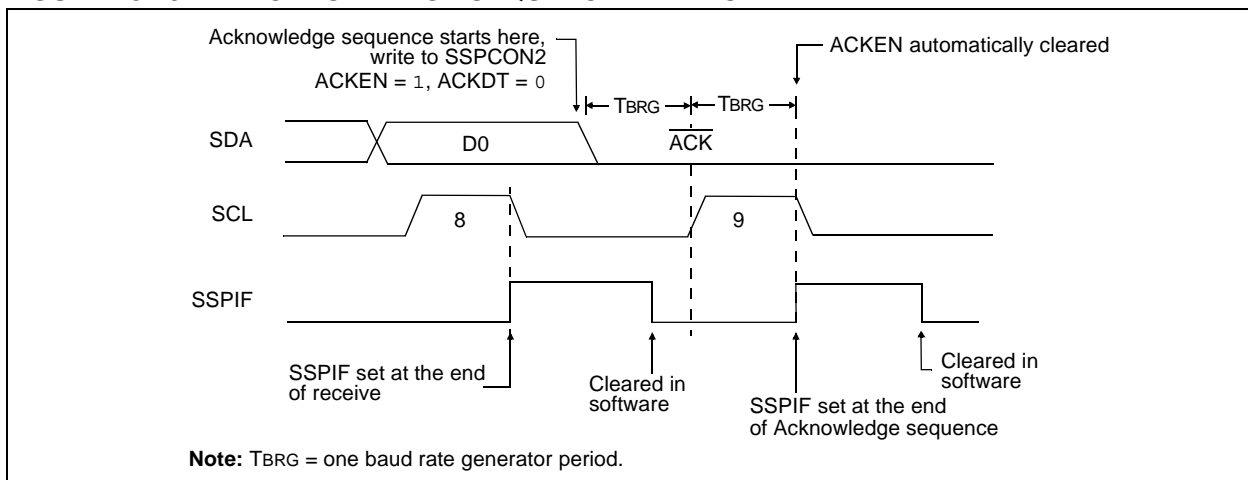 Acknowledge sequence starts here,
write to SSPCON2
ACKEN = 1, ACKDT = 0
ACKEN automatically cleared
TBRG
TBRG
SDA
D0
ACK
SCL
8
9
SSPIF
SSPIF set at the end
of receive
Cleared in
software
SSPIF set at the end
of Acknowledge sequence
Cleared in
software
Note: TBRG = one baud rate generator period.